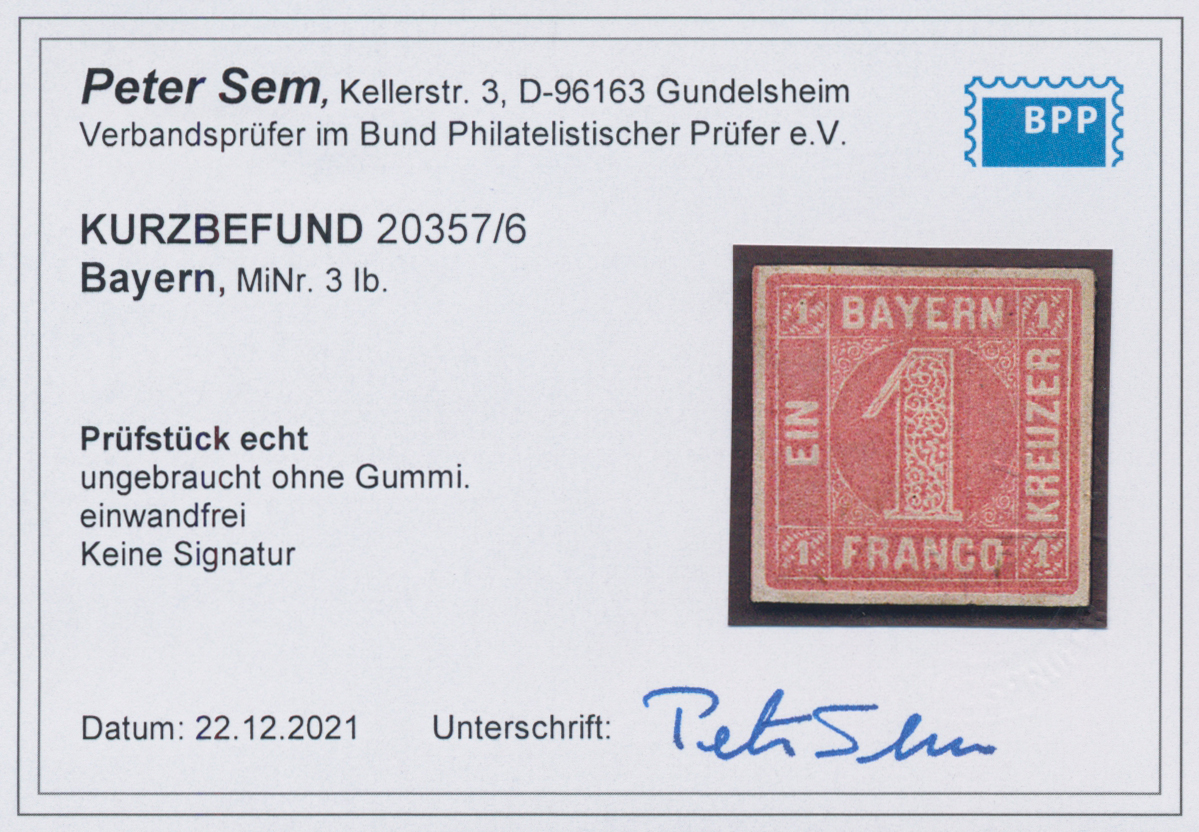 Peter Sem, Kellerstr. 3, D-96163 Gundelsheim
Verbandsprüfer im Bund Philatelistischer Prüfer e.V.
BPP
KURZBEFUND 20357/6
Bayern, MiNr. 3 Ib.
1 BAYERN 1
EIN
1
KREUZER
1 FRANCO 1
Prüfstück echt
ungebraucht ohne Gummi.
einwandfrei
Keine Signatur
Datum: 22.12.2021 Unterschrift: Peter Sem